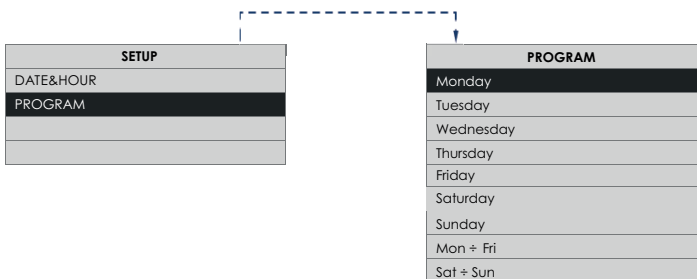 SETUP
DATE&HOUR
PROGRAM
PROGRAM
Monday
Tuesday
Wednesday
Thursday
Friday
Saturday
Sunday
Mon ÷ Fri
Sat ÷ Sun